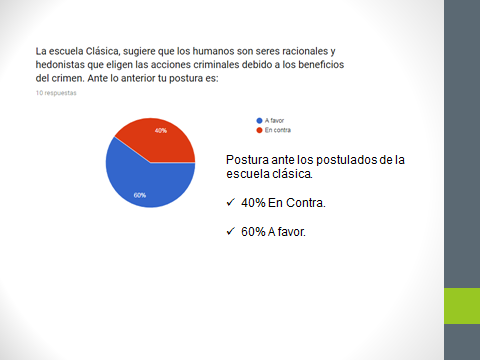 La escuela Clásica, sugiere que los humanos son seres racionales y
hedonistas que eligen las acciones criminales debido a los beneficios
del crimen. Ante lo anterior tu postura es:
10 respuestas
A favor
En contra
40%
60%
Postura ante los postulados de la
escuela clásica.
✓ 40% En Contra.
✓ 60% A favor.